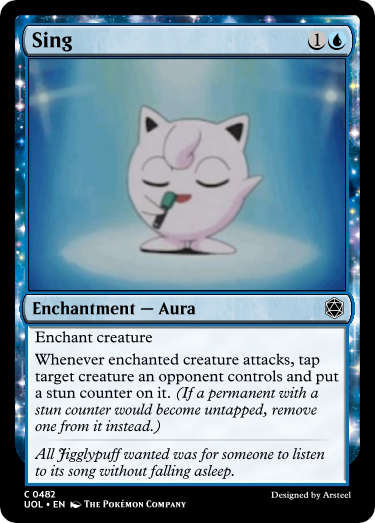 Sing 1
Enchantment — Aura
Enchant creature
Whenever enchanted creature attacks, tap
target creature an opponent controls and put
a stun counter on it. (If a permanent with a
stun counter would become untapped, remove
one from it instead.)
All Jigglypuff wanted was for someone to listen
to its song without falling asleep.
C 0482
UOL • EN The Pokémon Company
Designed by Arsteel